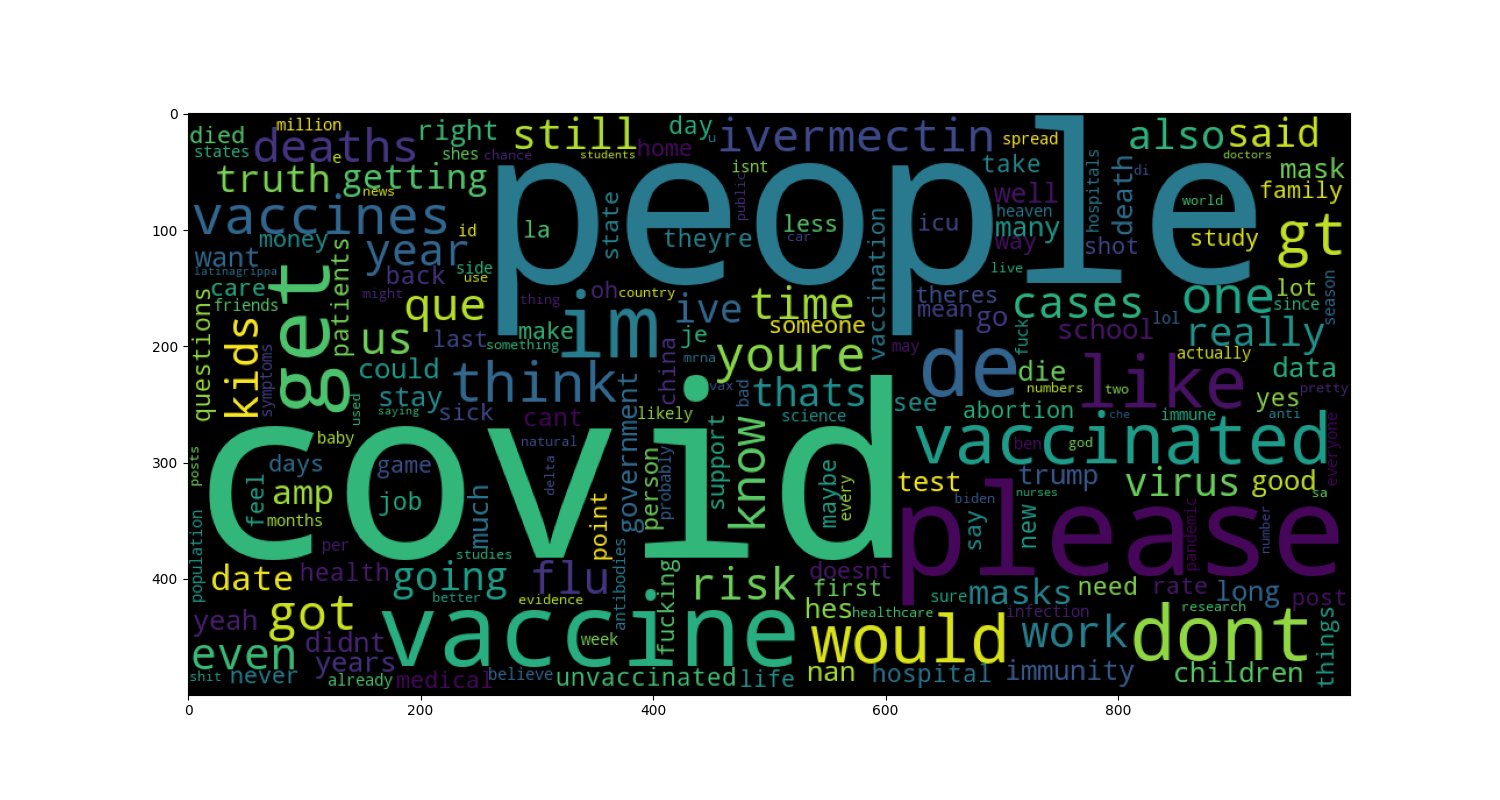 0
died
million
states
deaths
e
right
shes
chance
still
students
day
u
home
ivermectin
isnt
spread
take
also
said
doctors
mask
truth
news
getting
people
public
well
hospitals
death
di
family
world
100
vaccines
id
la
state
theyre
less
car
icu
heaven
many
way
shot
study
gt
want
money
year
latinagrippa
back
side
use
live
care
friends
get
patients
might
que
thing
oh
country
ive
time
vaccination
theres
mean
go
cases
one
lot
since
season
questions
kids
us
last
make
something
im
je
someone
youre
may
fuck
school
lol
really
200
symptoms
could
think
china
mrna
vax
de
die
like
actually
data
numbers
two
pretty
used
stay
saying
sick
cant
government
likely
bad
thats
science
see
abortion
che
immune
yes
anti
baby
natural
covid
support
know
vaccinated
ben
god
everyone
300
posts
days
game
delta
person
probably
maybe
every
test
trump
virus
good
sa
feel
amp
job
much
point
biden
nurses
please
months
say
new
pandemic
number
population
per
studies
400
date
health
going
flu
antibodies
fucking
risk
doesnt
first
sure
masks
need
rate
long
post
better
evidence
hes
healthcare
infection
research
yeah
got
didnt
vaccine
week
would
work
dont
things
even
years
shit
never
already
medical
believe
unvaccinated
life
nan
hospital
immunity
children
0
200
400
600
800